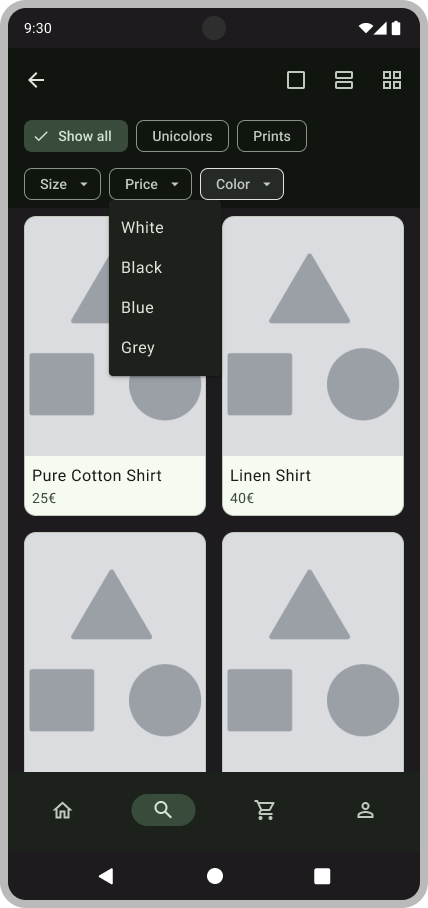 9:30
Show all
Unicolors
Prints
Size
Price
Color
White
Black
Blue
Grey
Pure Cotton Shirt
25€
Linen Shirt
40€